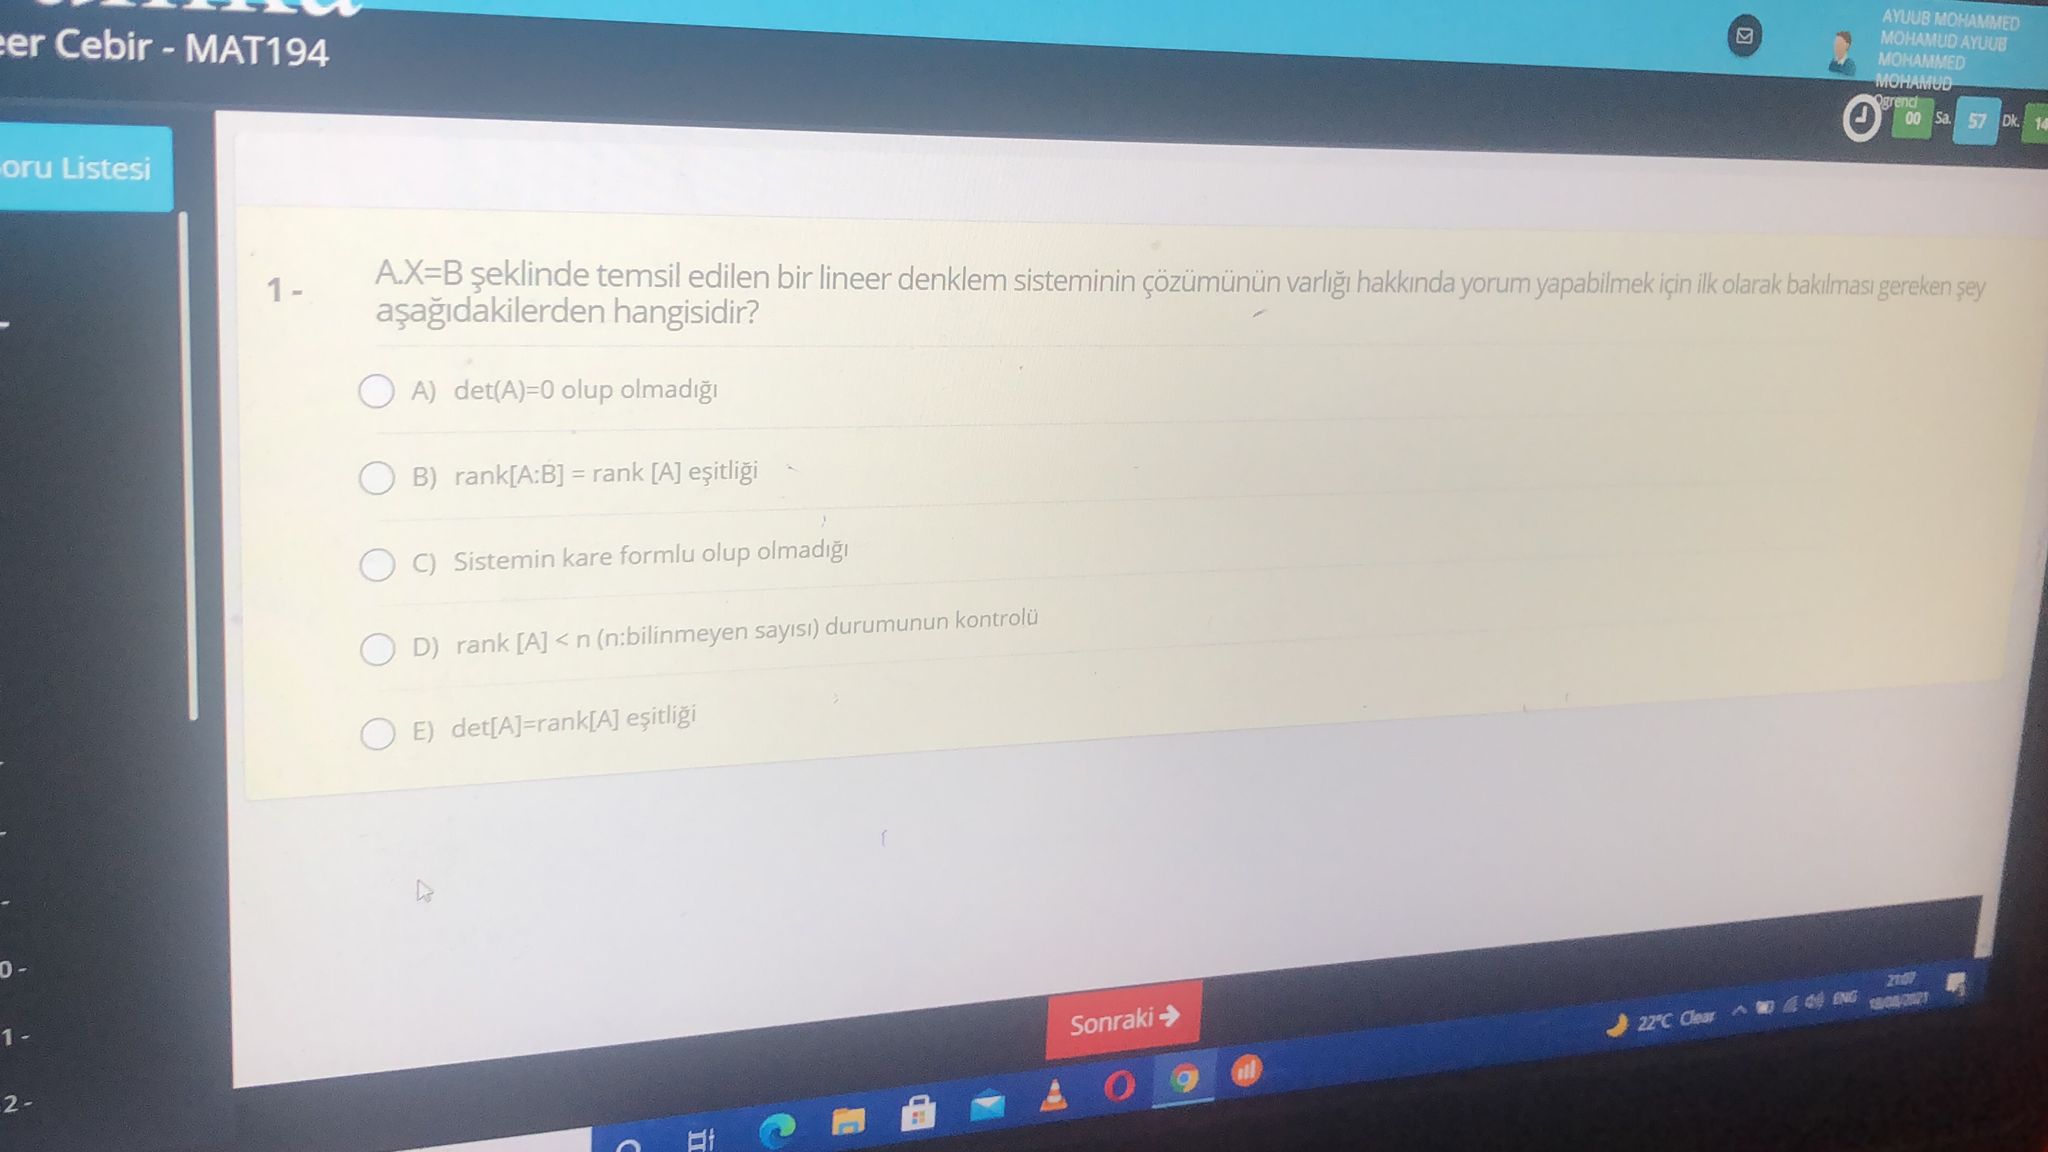 Cebir - MAT194
AYUUB MOHAMMED
MOHAMUD AYUUB
MOHAMMED
MOHAMUD
00 Sa. 57 Dk. 14
Listesi
1 -
A.X=B şeklinde temsil edilen bir lineer denklem sisteminin çözümünün varlığı hakkında yorum yapabilmek için ilk olarak bakılması gereken şey
aşağıdakilerden hangisidir?
A) det(A)=0 olup olmadığı
B) rank[A:B] = rank [A] eşitliği
C) Sistemin kare formlu olup olmadığı
D) rank [A] < n (n:bilinmeyen sayısı) durumunun kontrolü
E) det[A]=rank[A] eşitliği
0 -
1 -
2 -
Sonraki
22°C Clear ENG
21:07
18/08/2021